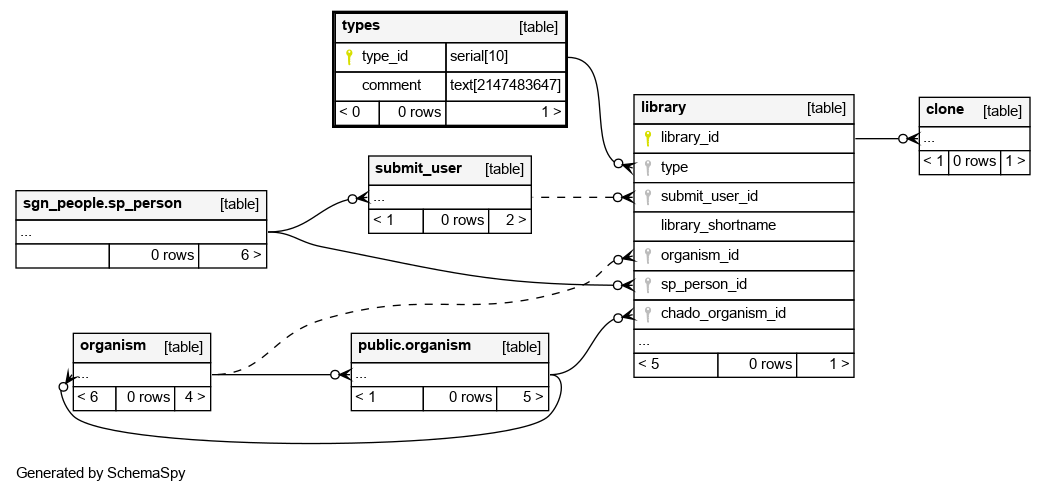 types [table]
type_id serial[10]
comment text[2147483647]
< 0 0 rows 1 >
library [table]
library_id
type
submit_user_id
library_shortname
organism_id
sp_person_id
chado_organism_id
...
< 5 0 rows 1 >
clone [table]
...
< 1 0 rows 1 >
submit_user [table]
...
< 1 0 rows 2 >
sgn_people.sp_person [table]
...
0 rows 6 >
organism [table]
...
< 6 0 rows 4 >
public.organism [table]
...
< 1 0 rows 5 >
Generated by SchemaSpy